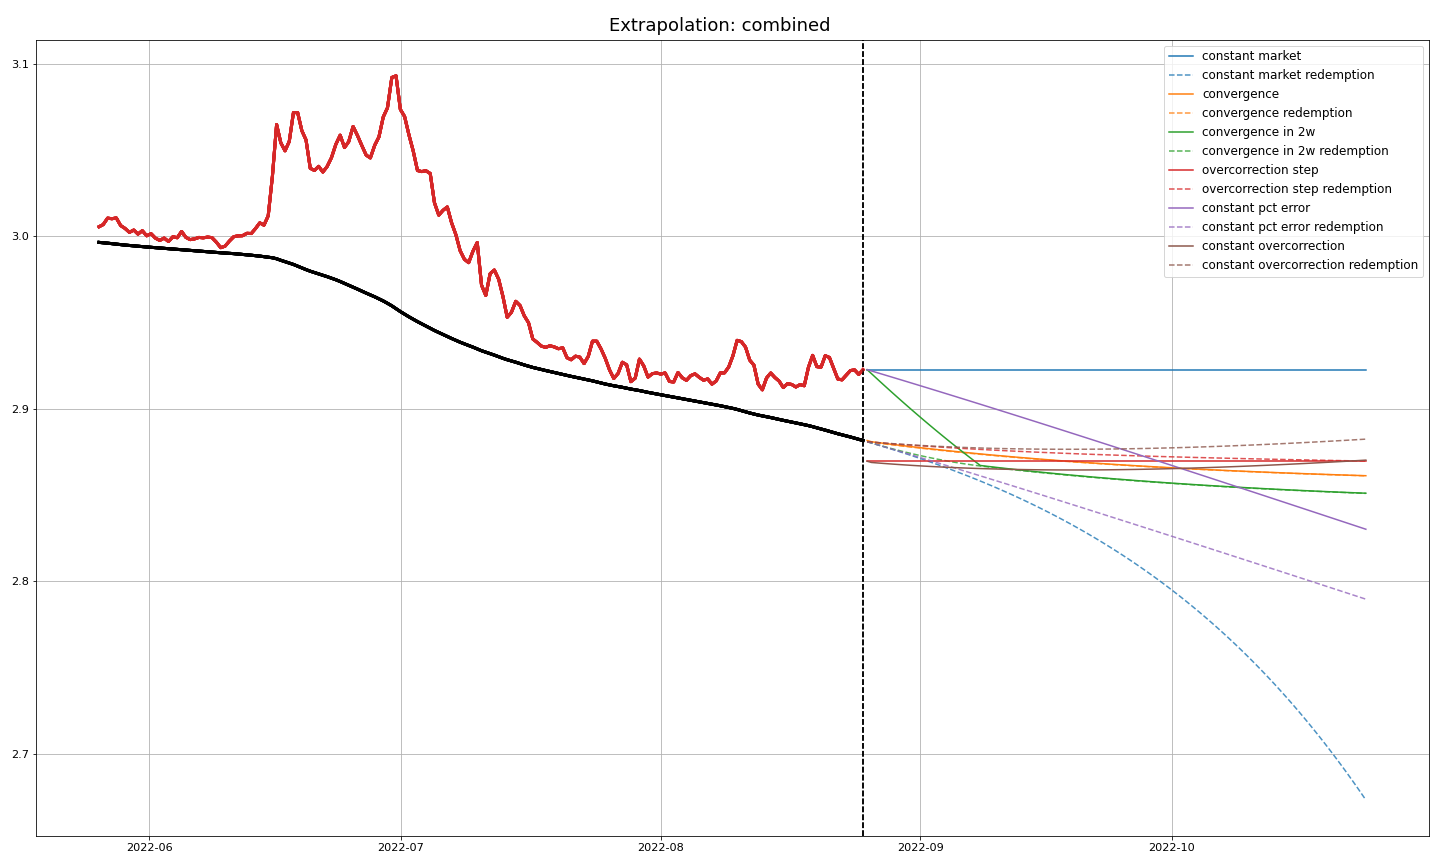 Extrapolation: combined
3.1
3.0
2.9
2.8
2.7
constant market
constant market redemption
convergence
convergence redemption
convergence in 2w
convergence in 2w redemption
overcorrection step
overcorrection step redemption
constant pct error
constant pct error redemption
constant overcorrection
constant overcorrection redemption
2022-06
2022-07
2022-08
2022-09
2022-10